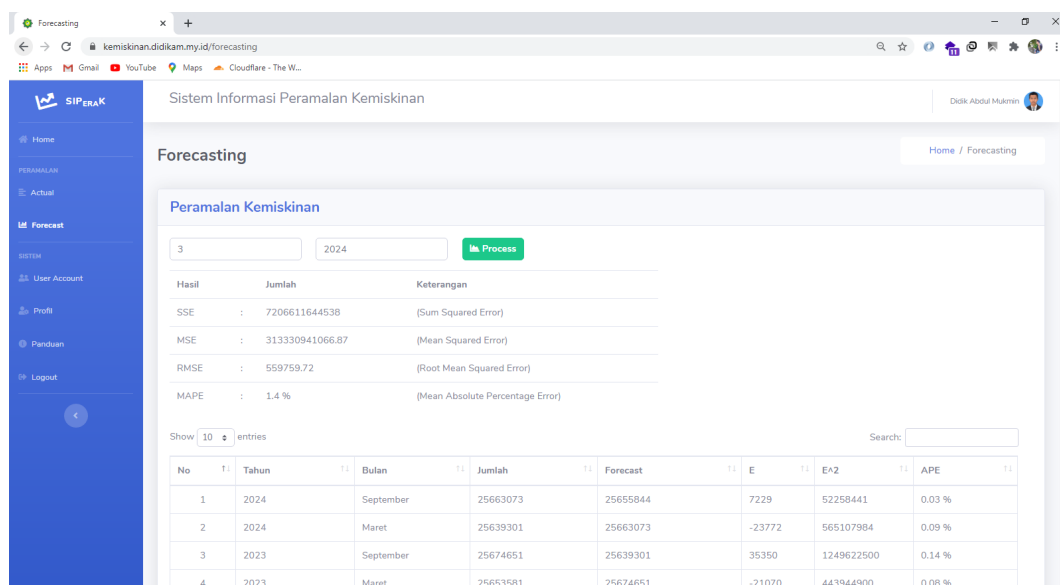 Forecasting
kemiskinan.didikam.my.id/forecasting
11
Apps Gmail YouTube Maps Cloudflare - The W...
SIPERAK
Sistem Informasi Peramalan Kemiskinan
Didik Abdul Mukmin
Home
PERAMALAN
Actual
Forecast
SISTEM
User Account
Profil
Panduan
Logout
Forecasting
Home / Forecasting
Peramalan Kemiskinan
3 2024 Process
Hasil Jumlah Keterangan
SSE : 7206611644538 (Sum Squared Error)
MSE : 313330941066.87 (Mean Squared Error)
RMSE : 559759.72 (Root Mean Squared Error)
MAPE : 1.4 % (Mean Absolute Percentage Error)
Show 10 entries Search:
No Tahun Bulan Jumlah Forecast E E^2 APE
1 2024 September 25663073 25655844 7229 52258441 0.03 %
2 2024 Maret 25639301 25663073 -23772 565107984 0.09 %
3 2023 September 25674651 25639301 35350 1249622500 0.14 %
4 2023 Maret 25653581 25674651 -21070 443944900 0.08 %